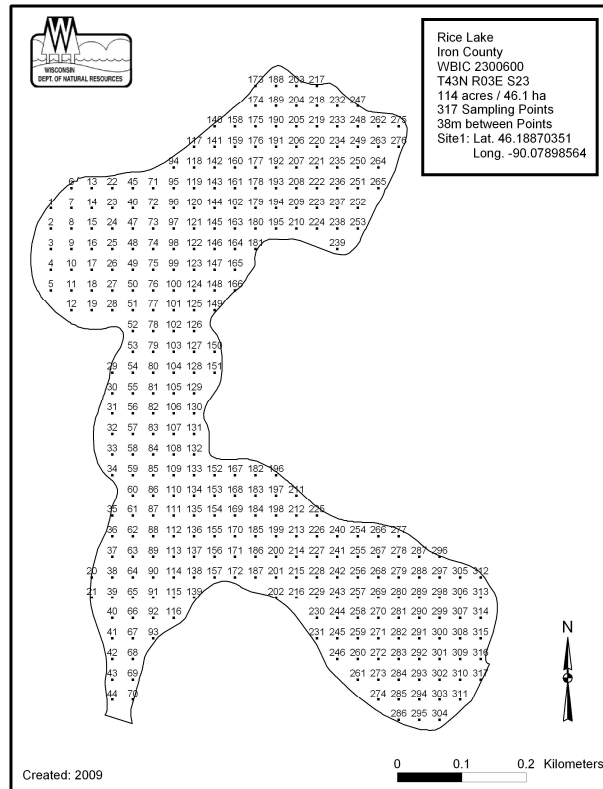 WISCONSIN
DEPT. OF NATURAL RESOURCES
Rice Lake
Iron County
WBIC 2300600
T43N R03E S23
114 acres / 46.1 ha
317 Sampling Points
38m between Points
Site1: Lat. 46.18870351
Long. -90.07898564
173 188 203 217
174 189 204 218 232 247
140 158 175 190 205 219 233 248 262 275
117 141 159 176 191 206 220 234 249 263 276
94 118 142 160 177 192 207 221 235 250 264
6 13 22 45 71 95 119 143 161 178 193 208 222 236 251 265
1 7 14 23 40 72 90 120 144 102 179 194 209 223 237 252
2 8 15 24 47 73 97 121 145 163 180 195 210 224 238 253
3 9 16 25 48 74 98 122 146 164 181 239
4 10 17 26 49 75 99 123 147 165
5 11 18 27 50 76 100 124 148 166
12 19 28 51 77 101 125 149
52 78 102 126
53 79 103 127 150
29 54 80 104 128 151
30 55 81 105 129
31 56 82 106 130
32 57 83 107 131
33 58 84 108 132
34 59 85 109 133 152 167 182 196
60 86 110 134 153 168 183 197 211
35 61 87 111 135 154 169 184 198 212 225
36 62 88 112 136 155 170 185 199 213 226 240 254 266 277
37 63 89 113 137 156 171 186 200 214 227 241 255 267 278 287 296
20 38 64 90 114 138 157 172 187 201 215 228 242 256 268 279 288 297 305 312
21 39 65 91 115 139 202 216 229 243 257 269 280 289 298 306 313
40 66 92 116 230 244 258 270 281 290 299 307 314
41 67 93 231 245 259 271 282 291 300 308 315
42 68 246 260 272 283 292 301 309 316
43 69 261 273 284 293 302 310 317
44 70 274 285 294 303 311
286 295 304
N
0 0.1 0.2 Kilometers
Created: 2009